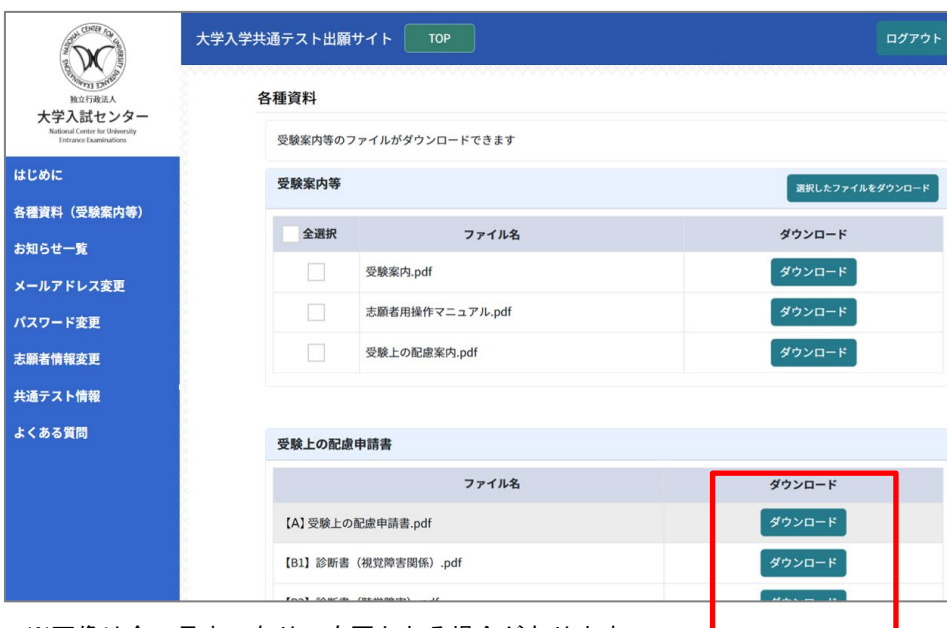 NATIONAL CENTER FOR UNIVERSITY ENTRANCE EXAMINATIONS
独立行政法人
大学入試センター
National Center for University
Entrance Examinations
大学入学共通テスト出願サイト TOP ログアウト
はじめに
各種資料（受験案内等）
お知らせ一覧
メールアドレス変更
パスワード変更
志願者情報変更
共通テスト情報
よくある質問
各種資料
受験案内等のファイルがダウンロードできます
受験案内等 選択したファイルをダウンロード
全選択 ファイル名 ダウンロード
受験案内.pdf ダウンロード
志願者用操作マニュアル.pdf ダウンロード
受験上の配慮案内.pdf ダウンロード
受験上の配慮申請書
ファイル名 ダウンロード
【A】受験上の配慮申請書.pdf ダウンロード
【B1】診断書（視覚障害関係）.pdf ダウンロード